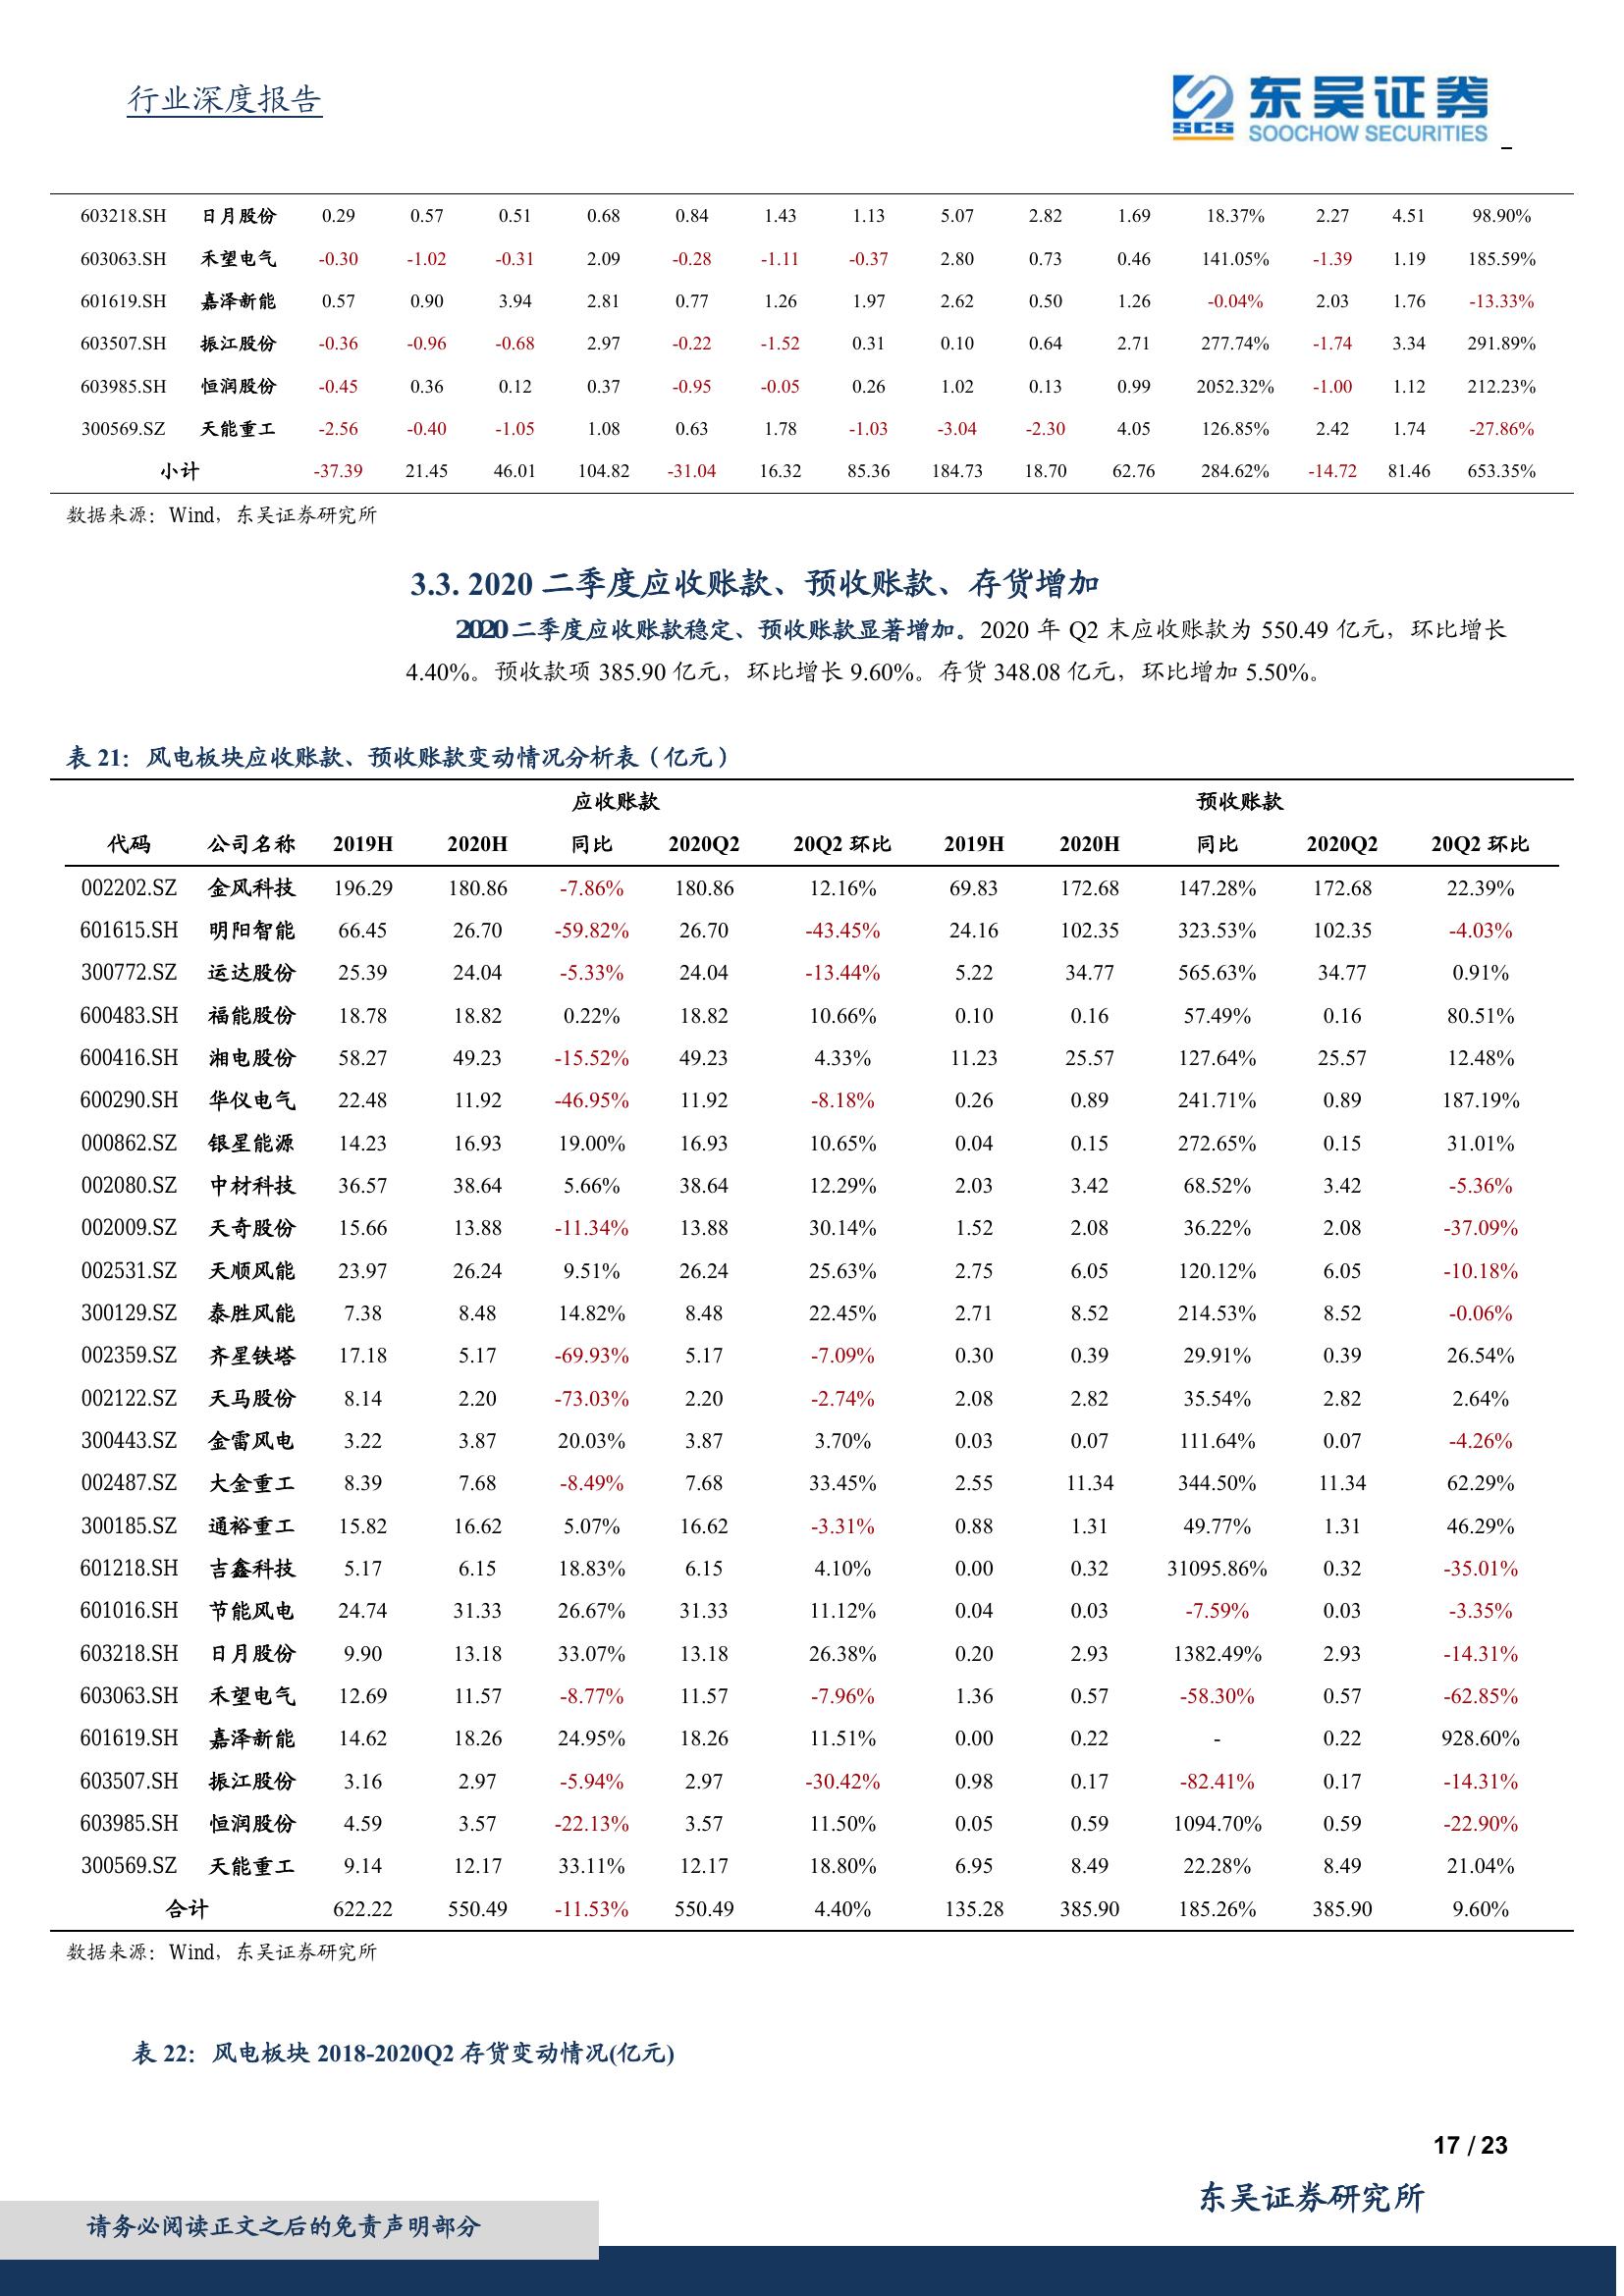 行业深度报告
SCS 东吴证券
SOOCHOW SECURITIES
603218.SH 日月股份 0.29 0.57 0.51 0.68 0.84 1.43 1.13 5.07 2.82 1.69 18.37% 2.27 4.51 98.90%
603063.SH 禾望电气 -0.30 -1.02 -0.31 2.09 -0.28 -1.11 -0.37 2.80 0.73 0.46 141.05% -1.39 1.19 185.59%
601619.SH 嘉泽新能 0.57 0.90 3.94 2.81 0.77 1.26 1.97 2.62 0.50 1.26 -0.04% 2.03 1.76 -13.33%
603507.SH 振江股份 -0.36 -0.96 -0.68 2.97 -0.22 -1.52 0.31 0.10 0.64 2.71 277.74% -1.74 3.34 291.89%
603985.SH 恒润股份 -0.45 0.36 0.12 0.37 -0.95 -0.05 0.26 1.02 0.13 0.99 2052.32% -1.00 1.12 212.23%
300569.SZ 天能重工 -2.56 -0.40 -1.05 1.08 0.63 1.78 -1.03 -3.04 -2.30 4.05 126.85% 2.42 1.74 -27.86%
小计 -37.39 21.45 46.01 104.82 -31.04 16.32 85.36 184.73 18.70 62.76 284.62% -14.72 81.46 653.35%
数据来源：Wind，东吴证券研究所
3.3. 2020 二季度应收账款、预收账款、存货增加
2020 二季度应收账款稳定、预收账款显著增加。2020 年 Q2 末应收账款为 550.49 亿元，环比增长
4.40%。预收款项 385.90 亿元，环比增长 9.60%。存货 348.08 亿元，环比增加 5.50%。
表 21：风电板块应收账款、预收账款变动情况分析表（亿元）
应收账款 预收账款
代码 公司名称 2019H 2020H 同比 2020Q2 20Q2 环比 2019H 2020H 同比 2020Q2 20Q2 环比
002202.SZ 金风科技 196.29 180.86 -7.86% 180.86 12.16% 69.83 172.68 147.28% 172.68 22.39%
601615.SH 明阳智能 66.45 26.70 -59.82% 26.70 -43.45% 24.16 102.35 323.53% 102.35 -4.03%
300772.SZ 运达股份 25.39 24.04 -5.33% 24.04 -13.44% 5.22 34.77 565.63% 34.77 0.91%
600483.SH 福能股份 18.78 18.82 0.22% 18.82 10.66% 0.10 0.16 57.49% 0.16 80.51%
600416.SH 湘电股份 58.27 49.23 -15.52% 49.23 4.33% 11.23 25.57 127.64% 25.57 12.48%
600290.SH 华仪电气 22.48 11.92 -46.95% 11.92 -8.18% 0.26 0.89 241.71% 0.89 187.19%
000862.SZ 银星能源 14.23 16.93 19.00% 16.93 10.65% 0.04 0.15 272.65% 0.15 31.01%
002080.SZ 中材科技 36.57 38.64 5.66% 38.64 12.29% 2.03 3.42 68.52% 3.42 -5.36%
002009.SZ 天奇股份 15.66 13.88 -11.34% 13.88 30.14% 1.52 2.08 36.22% 2.08 -37.09%
002531.SZ 天顺风能 23.97 26.24 9.51% 26.24 25.63% 2.75 6.05 120.12% 6.05 -10.18%
300129.SZ 泰胜风能 7.38 8.48 14.82% 8.48 22.45% 2.71 8.52 214.53% 8.52 -0.06%
002359.SZ 齐星铁塔 17.18 5.17 -69.93% 5.17 -7.09% 0.30 0.39 29.91% 0.39 26.54%
002122.SZ 天马股份 8.14 2.20 -73.03% 2.20 -2.74% 2.08 2.82 35.54% 2.82 2.64%
300443.SZ 金雷风电 3.22 3.87 20.03% 3.87 3.70% 0.03 0.07 111.64% 0.07 -4.26%
002487.SZ 大金重工 8.39 7.68 -8.49% 7.68 33.45% 2.55 11.34 344.50% 11.34 62.29%
300185.SZ 通裕重工 15.82 16.62 5.07% 16.62 -3.31% 0.88 1.31 49.77% 1.31 46.29%
601218.SH 吉鑫科技 5.17 6.15 18.83% 6.15 4.10% 0.00 0.32 31095.86% 0.32 -35.01%
601016.SH 节能风电 24.74 31.33 26.67% 31.33 11.12% 0.04 0.03 -7.59% 0.03 -3.35%
603218.SH 日月股份 9.90 13.18 33.07% 13.18 26.38% 0.20 2.93 1382.49% 2.93 -14.31%
603063.SH 禾望电气 12.69 11.57 -8.77% 11.57 -7.96% 1.36 0.57 -58.30% 0.57 -62.85%
601619.SH 嘉泽新能 14.62 18.26 24.95% 18.26 11.51% 0.00 0.22 - 0.22 928.60%
603507.SH 振江股份 3.16 2.97 -5.94% 2.97 -30.42% 0.98 0.17 -82.41% 0.17 -14.31%
603985.SH 恒润股份 4.59 3.57 -22.13% 3.57 11.50% 0.05 0.59 1094.70% 0.59 -22.90%
300569.SZ 天能重工 9.14 12.17 33.11% 12.17 18.80% 6.95 8.49 22.28% 8.49 21.04%
合计 622.22 550.49 -11.53% 550.49 4.40% 135.28 385.90 185.26% 385.90 9.60%
数据来源：Wind，东吴证券研究所
表 22：风电板块 2018-2020Q2 存货变动情况(亿元)
17 / 23
东吴证券研究所
请务必阅读正文之后的免责声明部分